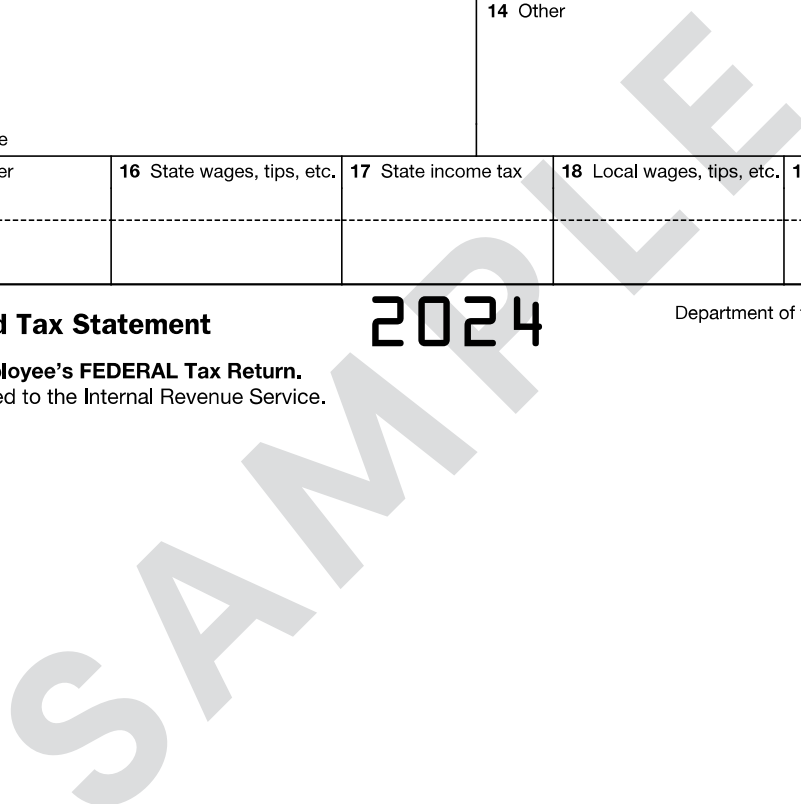 14 Other
e
er
16 State wages, tips, etc.
17 State income tax
18 Local wages, tips, etc.
1
d Tax Statement
2024
Department of
ployee’s FEDERAL Tax Return.
ed to the Internal Revenue Service.
SAMPLE